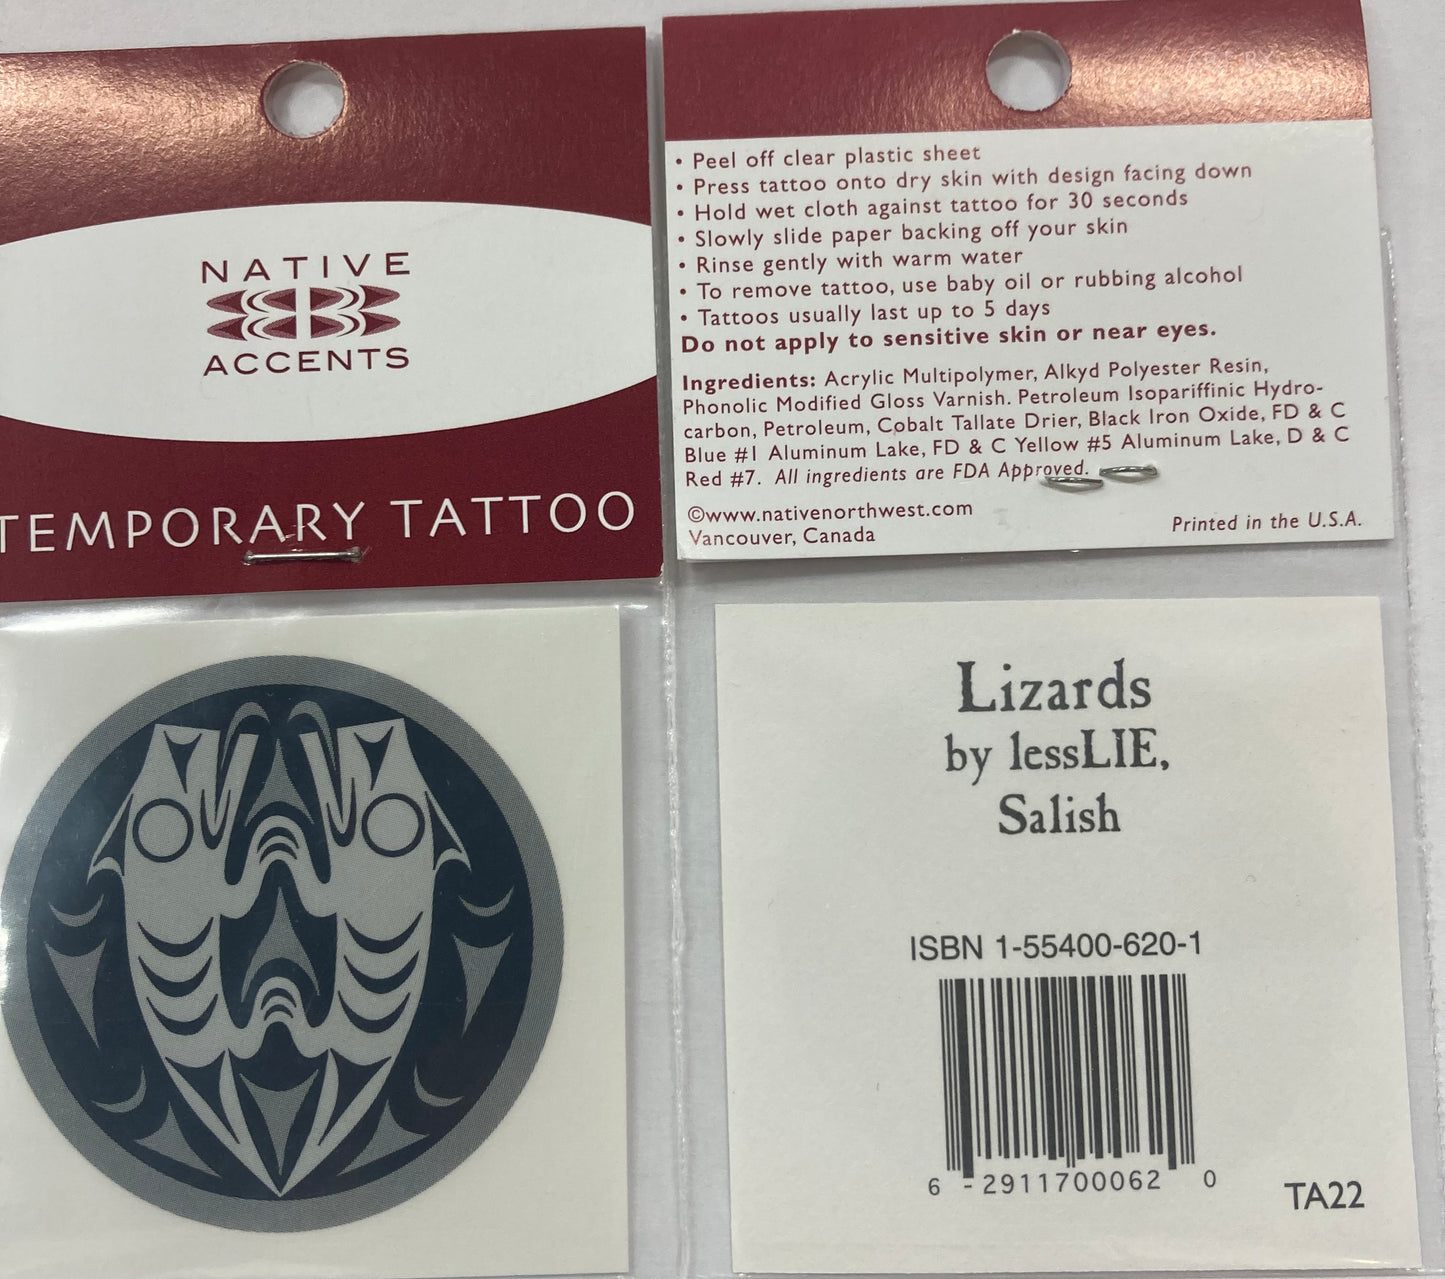 NATIVE
ACCENTS
TEMPORARY TATTOO
• Peel off clear plastic sheet
• Press tattoo onto dry skin with design facing down
• Hold wet cloth against tattoo for 30 seconds
• Slowly slide paper backing off your skin
• Rinse gently with warm water
• To remove tattoo, use baby oil or rubbing alcohol
• Tattoos usually last up to 5 days
Do not apply to sensitive skin or near eyes.
Ingredients: Acrylic Multipolymer, Alkyd Polyester Resin,
Phonolic Modified Gloss Varnish. Petroleum Isopariffinic Hydro-
carbon, Petroleum, Cobalt Tallate Drier, Black Iron Oxide, FD & C
Blue #1 Aluminum Lake, FD & C Yellow #5 Aluminum Lake, D & C
Red #7. All ingredients are FDA Approved.
©www.nativenorthwest.com
Vancouver, Canada
Printed in the U.S.A.
Lizards
by lessLIE,
Salish
ISBN 1-55400-620-1
6 - 2911700062 0
TA22